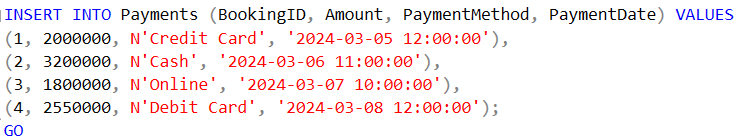 INSERT INTO Payments (BookingID, Amount, PaymentMethod, PaymentDate) VALUES
(1, 2000000, N'Credit Card', '2024-03-05 12:00:00'),
(2, 3200000, N'Cash', '2024-03-06 11:00:00'),
(3, 1800000, N'Online', '2024-03-07 10:00:00'),
(4, 2550000, N'Debit Card', '2024-03-08 12:00:00');
GO